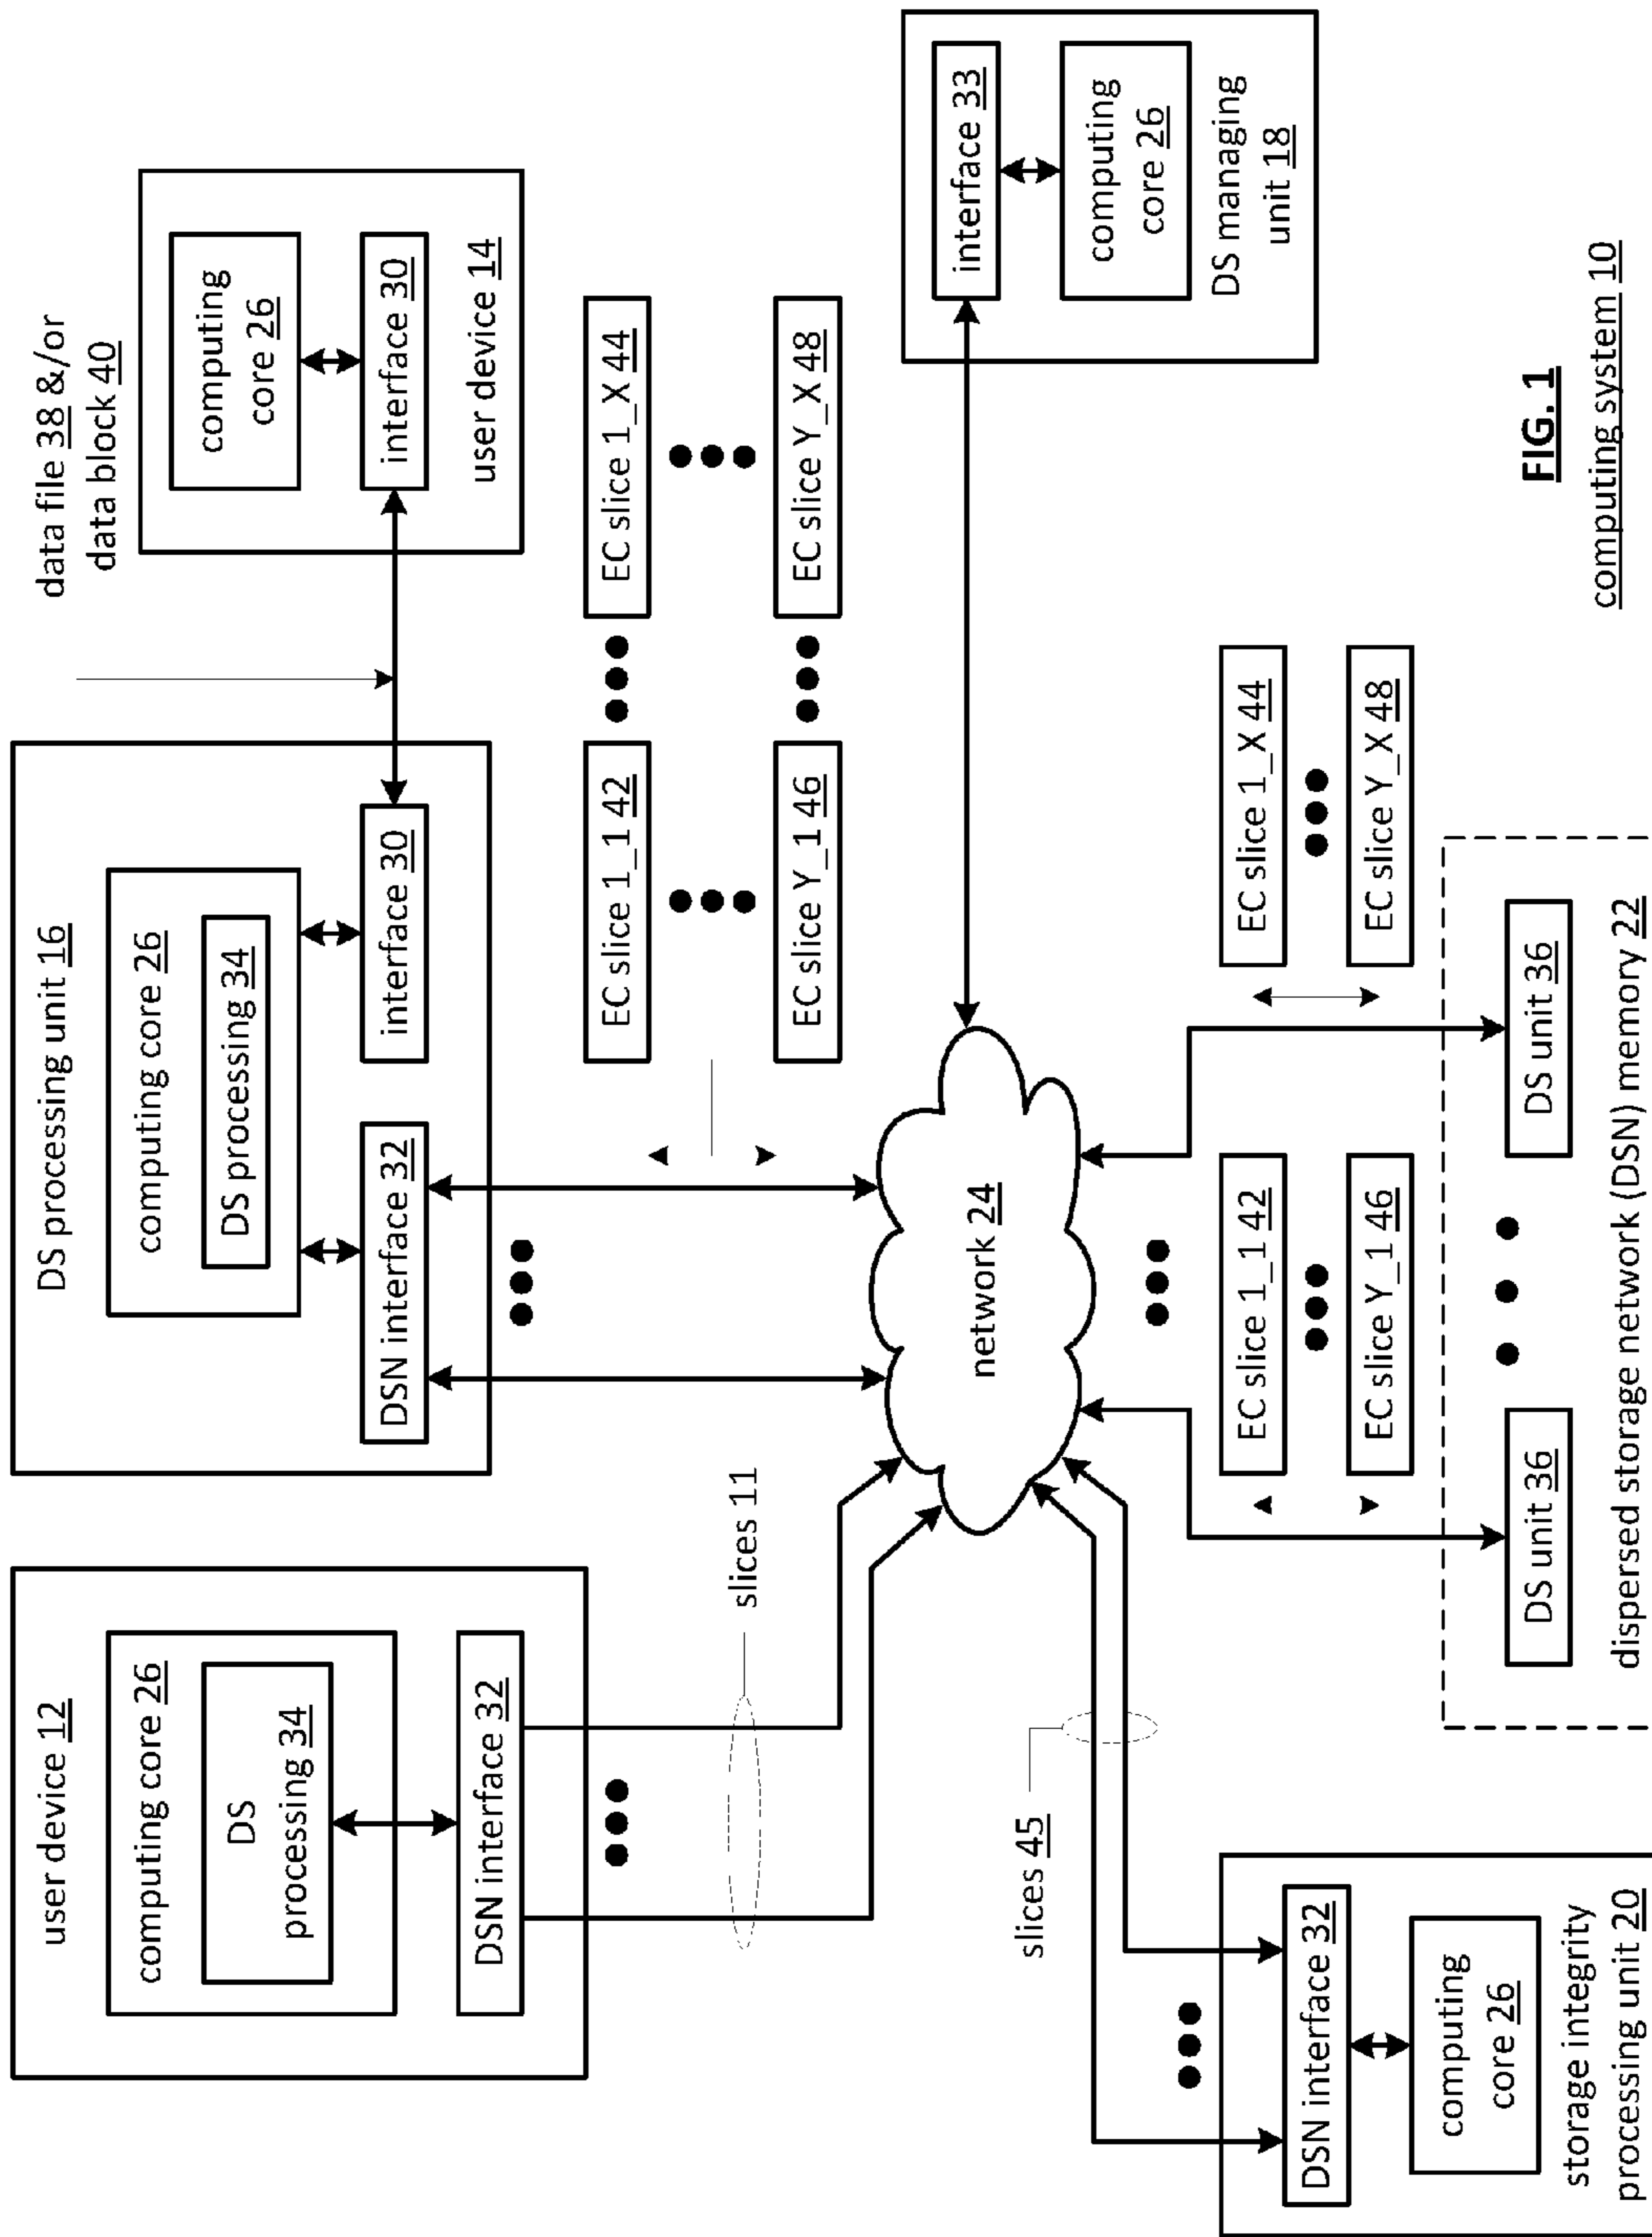 user device 12
computing core 26
DS
processing 34
DSN interface 32
slices 11
DS processing unit 16
computing core 26
DS processing 34
DSN interface 32
interface 30
data file 38 &/or
data block 40
computing
core 26
interface 30
user device 14
EC slice 1_1 42
EC slice 1_X 44
EC slice Y_1 46
EC slice Y_X 48
network 24
interface 33
computing
core 26
DS managing
unit 18
slices 45
DSN interface 32
computing
core 26
storage integrity
processing unit 20
EC slice 1_1 42
EC slice Y_1 46
EC slice 1_X 44
EC slice Y_X 48
DS unit 36
DS unit 36
dispersed storage network (DSN) memory 22
FIG. 1
computing system 10